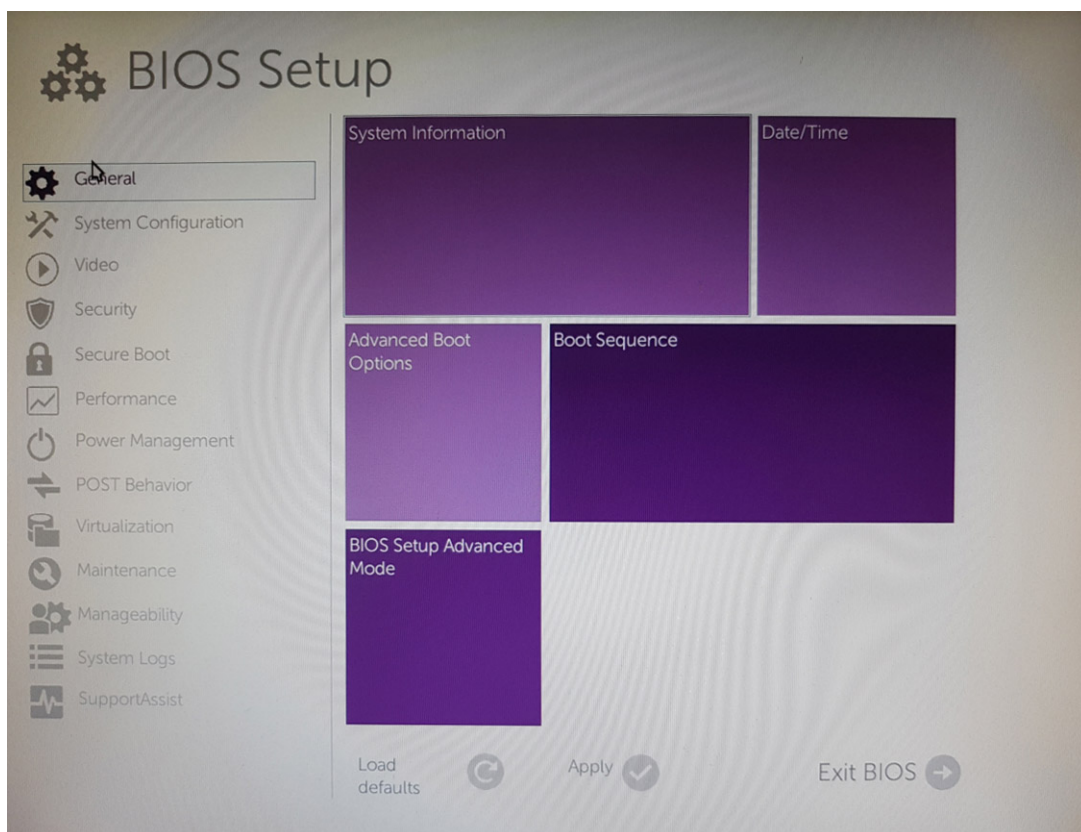 BIOS Setup
General
System Configuration
Video
Security
Secure Boot
Performance
Power Management
POST Behavior
Virtualization
Maintenance
Manageability
System Logs
SupportAssist
System Information
Date/Time
Advanced Boot
Options
Boot Sequence
BIOS Setup Advanced
Mode
Load
defaults
Apply
Exit BIOS